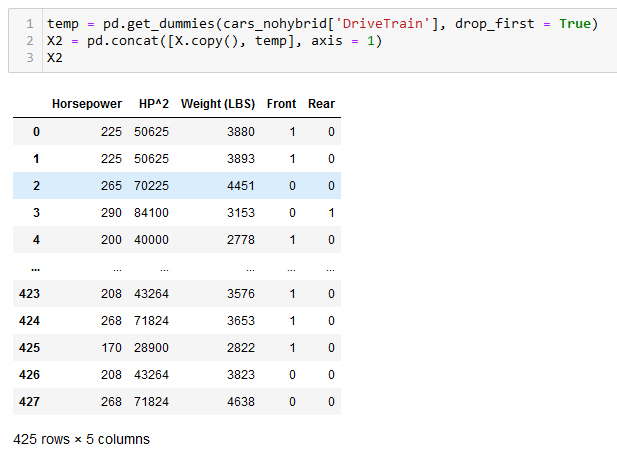 1 temp = pd.get_dummies(cars_nohybrid['DriveTrain'], drop_first = True)
2 X2 = pd.concat([X.copy(), temp], axis = 1)
3 X2
Horsepower HP^2 Weight (LBS) Front Rear
0 225 50625 3880 1 0
1 225 50625 3893 1 0
2 265 70225 4451 0 0
3 290 84100 3153 0 1
4 200 40000 2778 1 0
... ... ... ... ... ...
423 208 43264 3576 1 0
424 268 71824 3653 1 0
425 170 28900 2822 1 0
426 208 43264 3823 0 0
427 268 71824 4638 0 0
425 rows × 5 columns